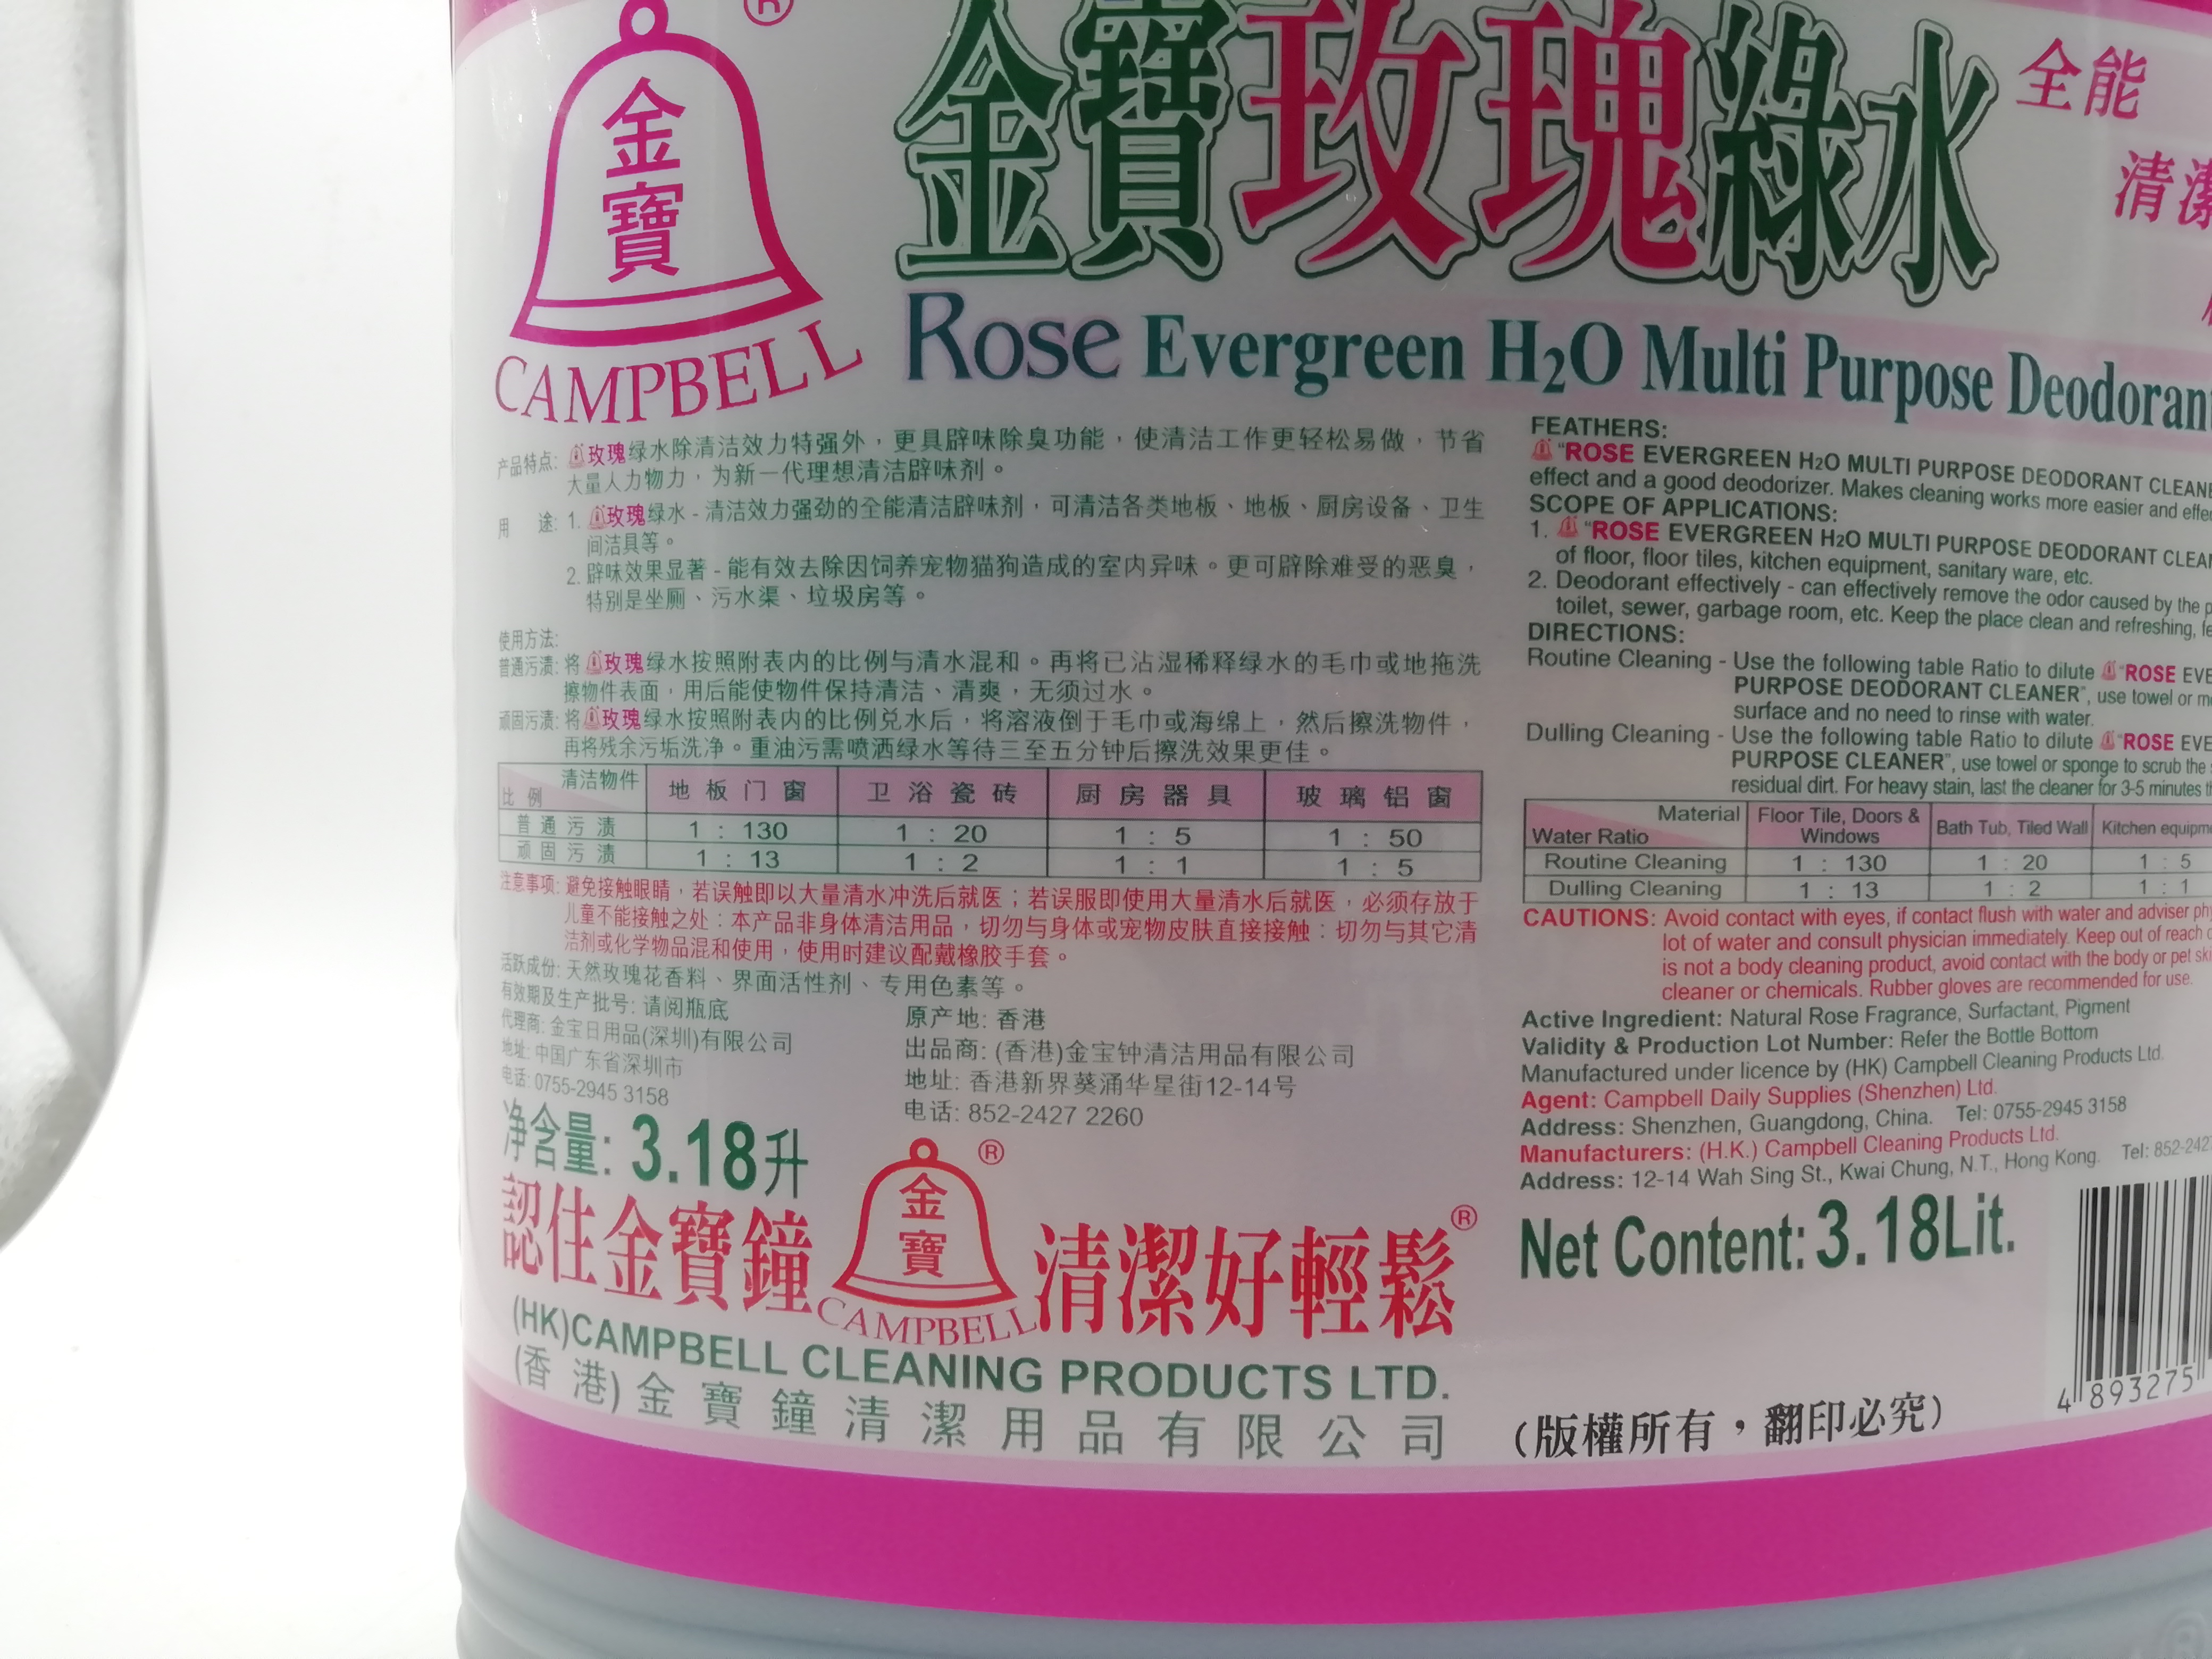 金寶
CAMPBELL
®
金寶玫瑰綠水
全能
清潔
Rose Evergreen H2O Multi Purpose Deodorant
产品特点: 玫瑰绿水除清洁效力特强外，更具辟味除臭功能，使清洁工作更轻松易做，节省
大量人力物力，为新一代理想清洁辟味剂。
用 途: 1. 玫瑰绿水 - 清洁效力强劲的全能清洁辟味剂，可清洁各类地板、地板、厨房设备、卫生
间洁具等。
2. 辟味效果显著 - 能有效去除因饲养宠物猫狗造成的室内异味。更可辟除难受的恶臭，
特别是坐厕、污水渠、垃圾房等。
使用方法:
普通污渍: 将玫瑰绿水按照附表内的比例与清水混和。再将已沾湿稀释绿水的毛巾或地拖洗
擦物件表面，用后能使物件保持清洁、清爽，无须过水。
顽固污渍: 将玫瑰绿水按照附表内的比例兑水后，将溶液倒于毛巾或海绵上，然后擦洗物件，
再将残余污垢洗净。重油污需喷洒绿水等待三至五分钟后擦洗效果更佳。
清洁物件 比例 地板门窗 卫浴瓷砖 厨房器具 玻璃铝窗
普通污渍 1 : 130 1 : 20 1 : 5 1 : 50
顽固污渍 1 : 13 1 : 2 1 : 1 1 : 5
注意事项: 避免接触眼睛，若误触即以大量清水冲洗后就医；若误服即使用大量清水后就医，必须存放于
儿童不能接触之处：本产品非身体清洁用品，切勿与身体或宠物皮肤直接接触：切勿与其它清
洁剂或化学物品混和使用，使用时建议配戴橡胶手套。
活跃成份: 天然玫瑰花香料、界面活性剂、专用色素等。
有效期及生产批号: 请阅瓶底
代理商: 金宝日用品(深圳)有限公司
地址: 中国广东省深圳市
电话: 0755-2945 3158
原产地: 香港
出品商: (香港)金宝钟清洁用品有限公司
地址: 香港新界葵涌华星街12-14号
电话: 852-2427 2260
净含量: 3.18升
認住金寶鐘 金寶 CAMPBELL ® 清潔好輕鬆®
(HK)CAMPBELL CLEANING PRODUCTS LTD.
(香港)金寶鐘清潔用品有限公司
FEATHERS:
"ROSE EVERGREEN H2O MULTI PURPOSE DEODORANT CLEANE
effect and a good deodorizer. Makes cleaning works more easier and effe
SCOPE OF APPLICATIONS:
1. "ROSE EVERGREEN H2O MULTI PURPOSE DEODORANT CLEA
of floor, floor tiles, kitchen equipment, sanitary ware, etc.
2. Deodorant effectively - can effectively remove the odor caused by the p
toilet, sewer, garbage room, etc. Keep the place clean and refreshing, fe
DIRECTIONS:
Routine Cleaning - Use the following table Ratio to dilute "ROSE EVE
PURPOSE DEODORANT CLEANER", use towel or m
surface and no need to rinse with water.
Dulling Cleaning - Use the following table Ratio to dilute "ROSE EVE
PURPOSE CLEANER", use towel or sponge to scrub the
residual dirt. For heavy stain, last the cleaner for 3-5 minutes
Material Water Ratio Floor Tile, Doors & Windows Bath Tub, Tiled Wall Kitchen equipm
Routine Cleaning 1 : 130 1 : 20 1 : 5
Dulling Cleaning 1 : 13 1 : 2 1 : 1
CAUTIONS: Avoid contact with eyes, if contact flush with water and adviser ph
lot of water and consult physician immediately. Keep out of reach
is not a body cleaning product, avoid contact with the body or pet ski
cleaner or chemicals. Rubber gloves are recommended for use.
Active Ingredient: Natural Rose Fragrance, Surfactant, Pigment
Validity & Production Lot Number: Refer the Bottle Bottom
Manufactured under licence by (HK) Campbell Cleaning Products Ltd.
Agent: Campbell Daily Supplies (Shenzhen) Ltd.
Address: Shenzhen, Guangdong, China. Tel: 0755-2945 3158
Manufacturers: (H.K.) Campbell Cleaning Products Ltd.
Address: 12-14 Wah Sing St., Kwai Chung, N.T., Hong Kong. Tel: 852-242
Net Content: 3.18Lit.
4 893275
(版權所有，翻印必究)